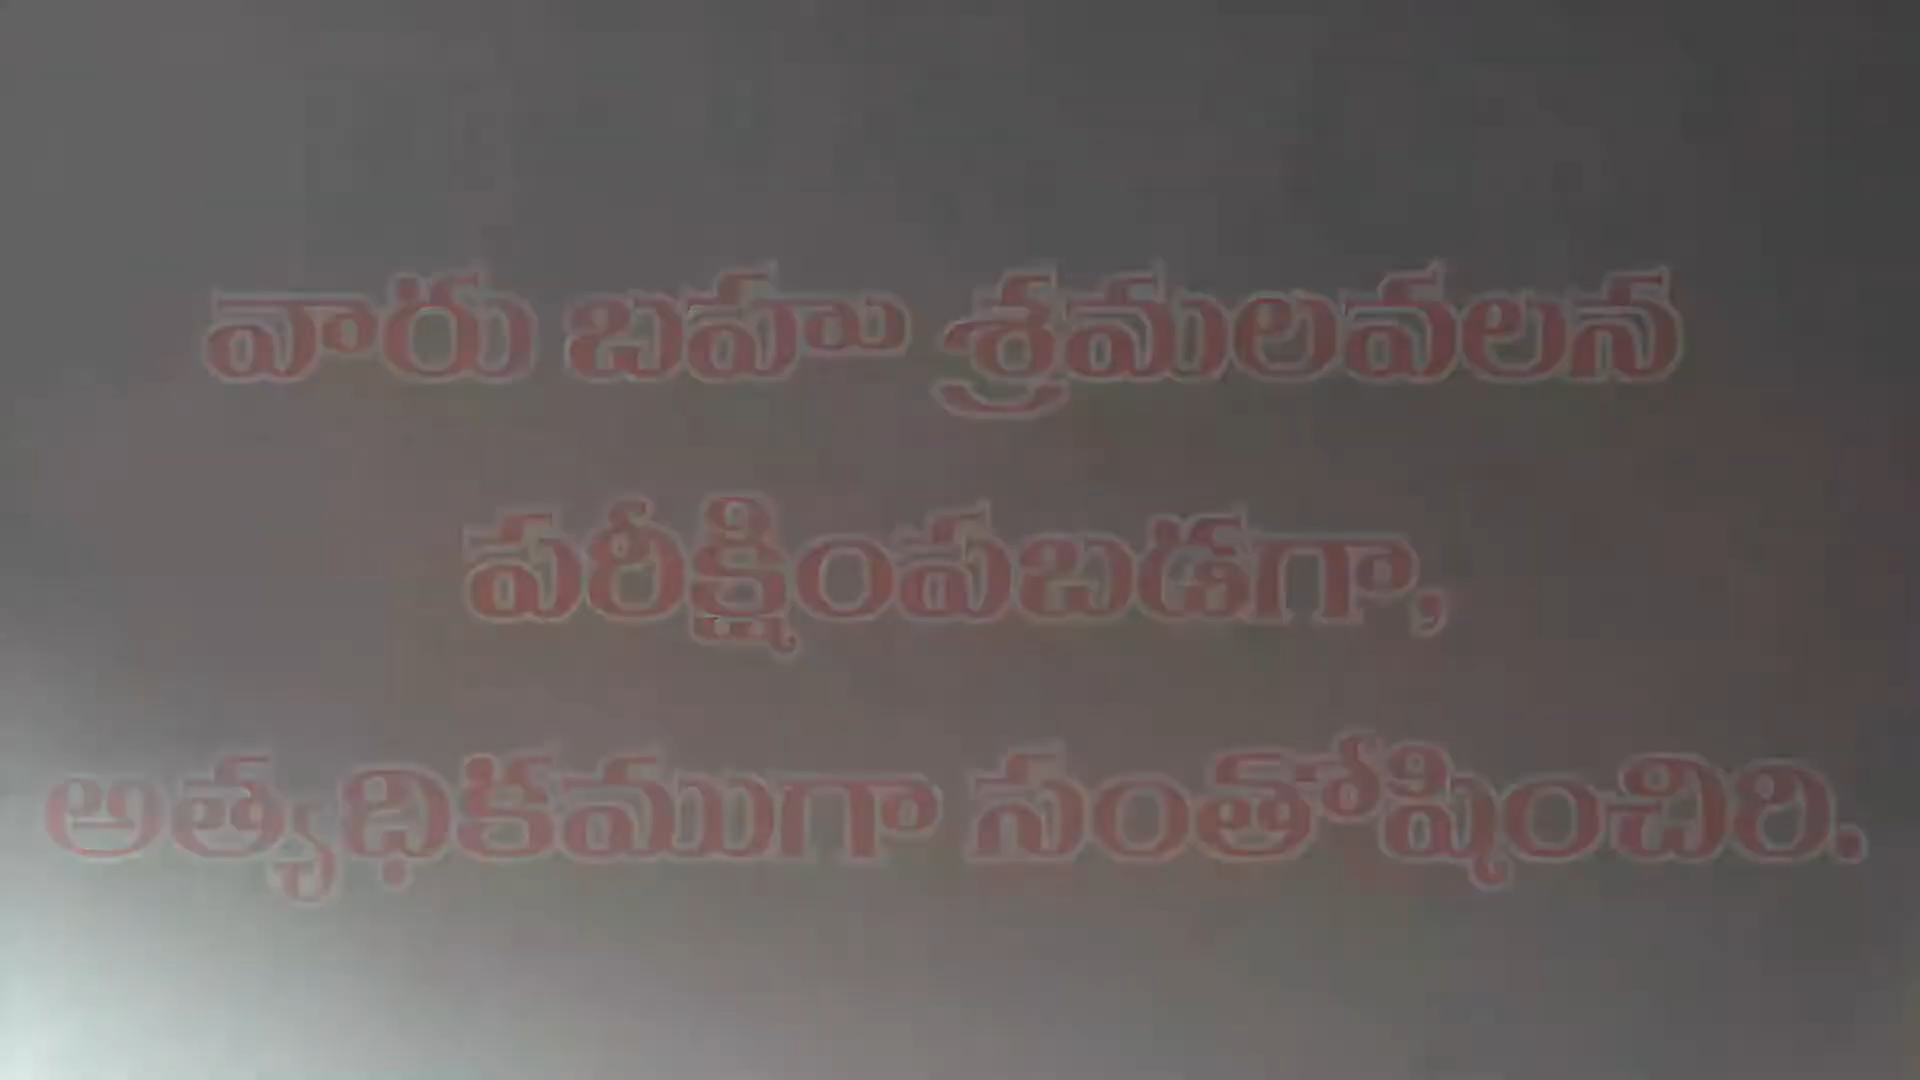 వారు బహు శ్రమలవలన
పరీక్షింపబడగా,
అత్యధికముగా సంతోషించిరి.